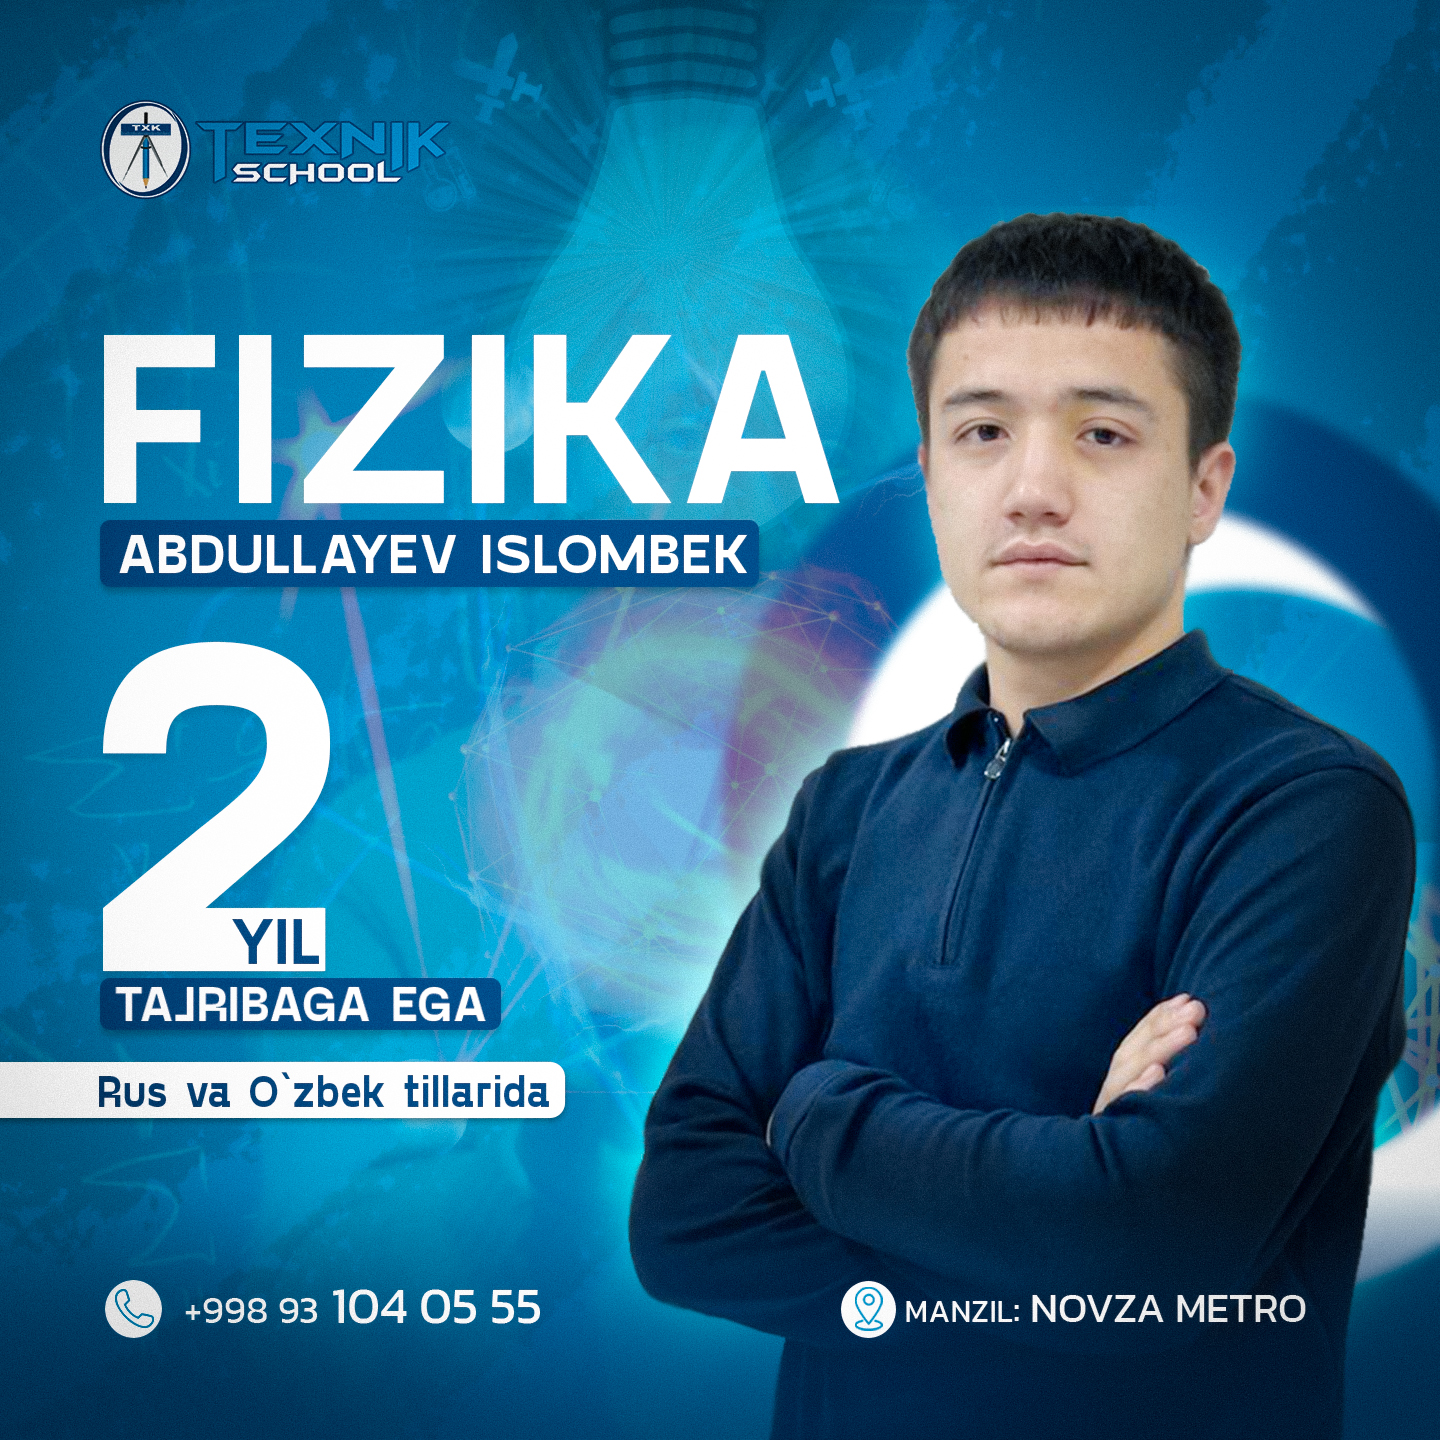 TXK
TEXNIK
SCHOOL
FIZIKA
ABDULLAYEV ISLOMBEK
2
YIL
TAJRIBAGA EGA
Rus va O`zbek tillarida
+998 93 104 05 55
MANZIL: NOVZA METRO